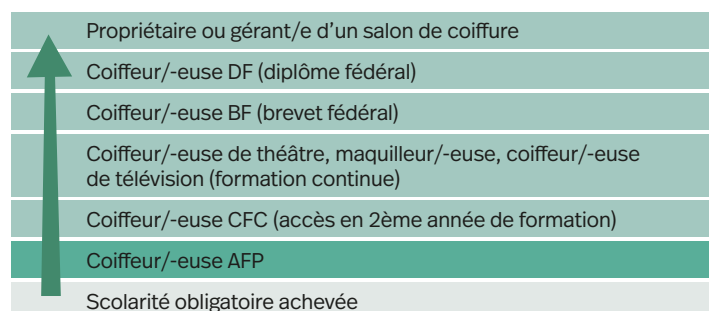 Propriétaire ou gérant/e d'un salon de coiffure
Coiffeur/-euse DF (diplôme fédéral)
Coiffeur/-euse BF (brevet fédéral)
Coiffeur/-euse de théâtre, maquilleur/-euse, coiffeur/-euse
de télévision (formation continue)
Coiffeur/-euse CFC (accès en 2ème année de formation)
Coiffeur/-euse AFP
Scolarité obligatoire achevée